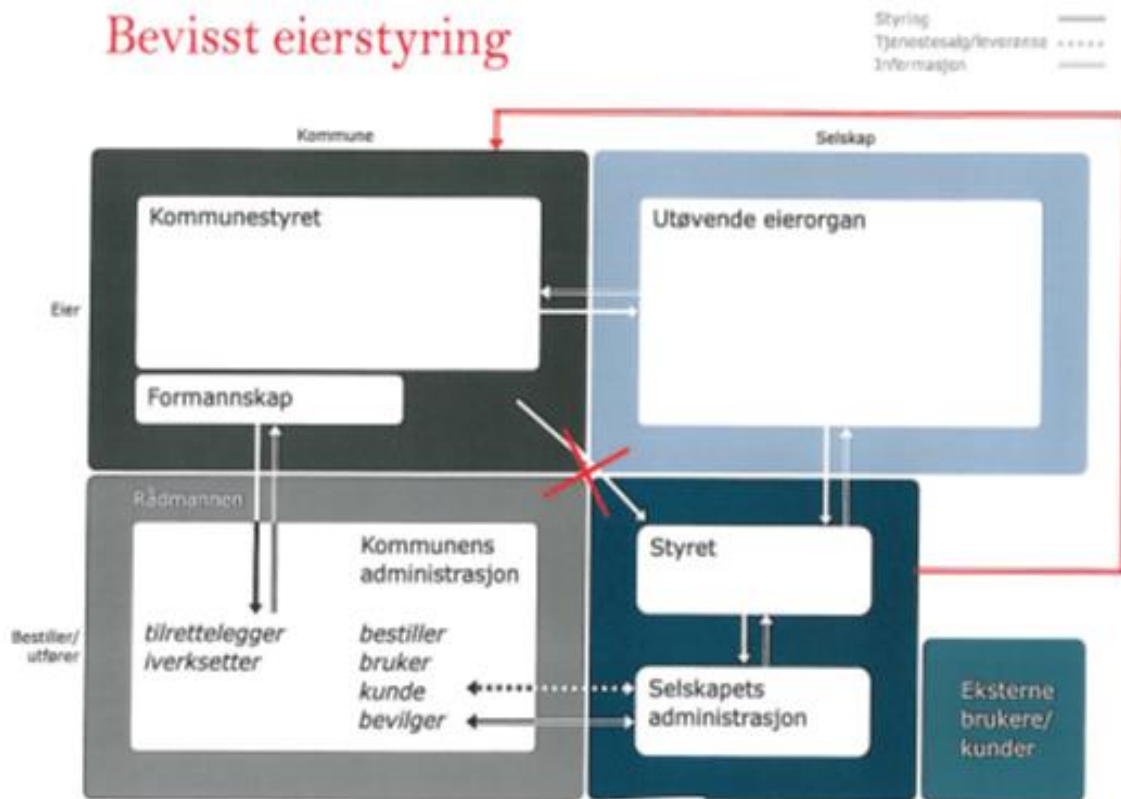 Bevisst eierstyring
Styring
Tjenestesalg/leveranse
Informasjon
Kommune
Selskap
Eier
Kommunestyret
Utøvende eierorgan
Formannskap
Rådmannen
Kommunens
administrasjon
tilrettelegger
iverksetter
bestiller
bruker
kunde
bevilger
Styret
Selskapets
administrasjon
Bestiller/
utfører
Eksterne
brukere/
kunder